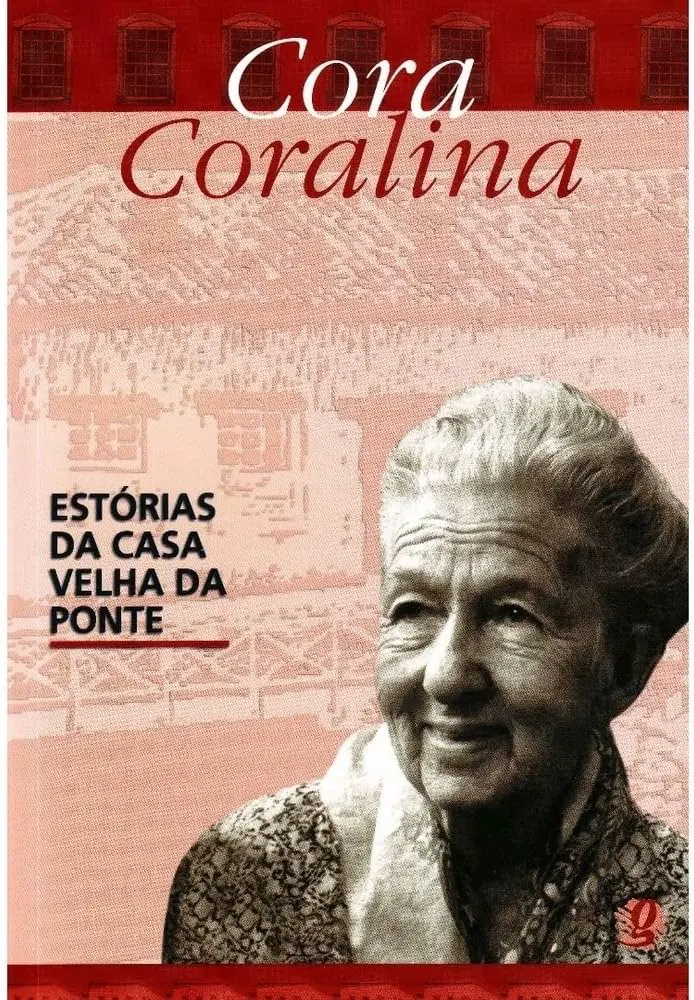 Cora
Coralina
ESTÓRIAS
DA CASA
VELHA DA
PONTE
g